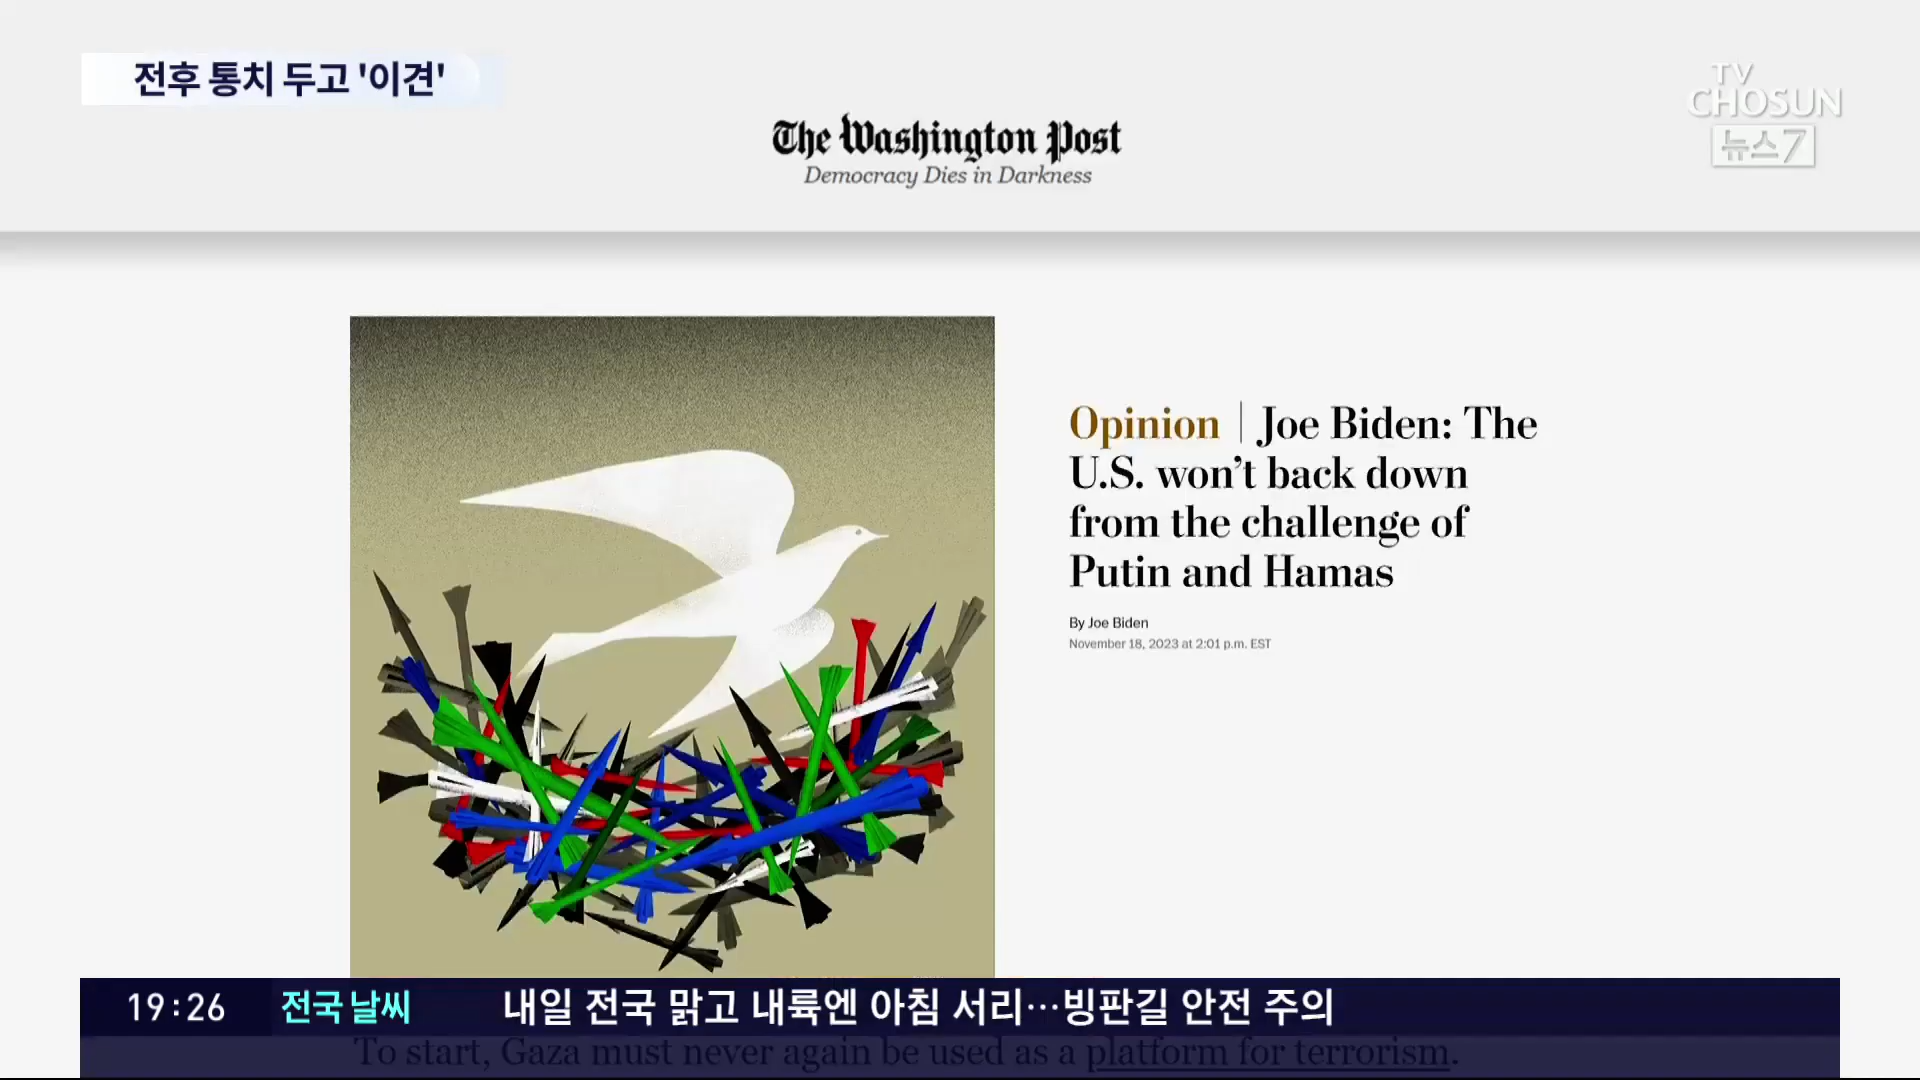 전후 통치 두고 '이견'
TV
CHOSUN
뉴스7
The Washington Post
Democracy Dies in Darkness
Opinion | Joe Biden: The
U.S. won't back down
from the challenge of
Putin and Hamas
By Joe Biden
November 18, 2023 at 2:01 p.m. EST
19:26 전국 날씨 내일 전국 맑고 내륙엔 아침 서리…빙판길 안전 주의
To start, Gaza must never again be used as a platform for terrorism.